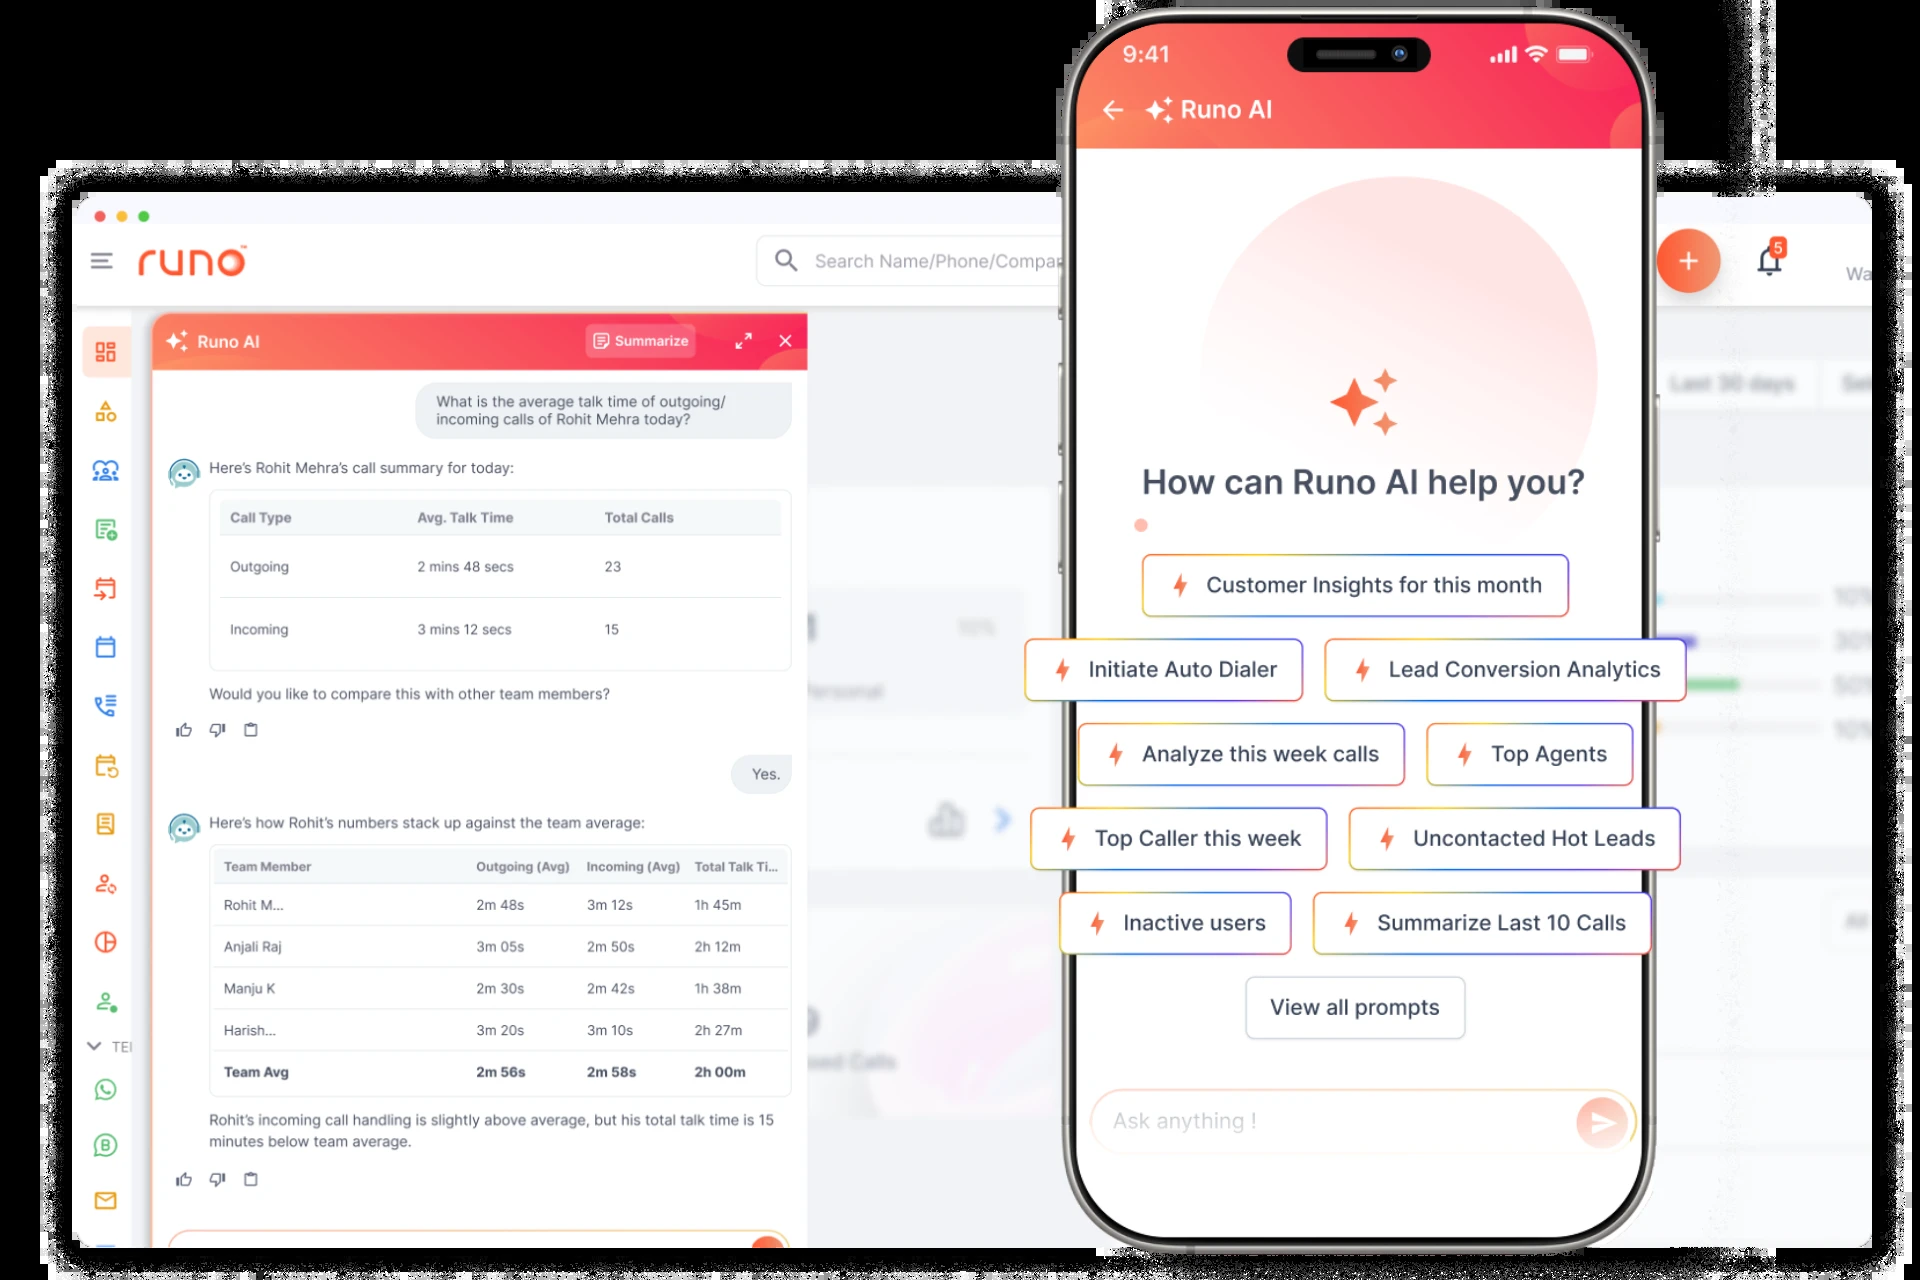 9:41
Runo AI
How can Runo AI help you?
Customer Insights for this month
Initiate Auto Dialer
Lead Conversion Analytics
Analyze this week calls
Top Agents
Top Caller this week
Uncontacted Hot Leads
Inactive users
Summarize Last 10 Calls
View all prompts
Ask anything !
runo™
Search Name/Phone/Compar
5
Wa
Last 30 days
Runo AI
Summarize
What is the average talk time of outgoing/
incoming calls of Rohit Mehra today?
Here's Rohit Mehra's call summary for today:
Call Type Avg. Talk Time Total Calls
Outgoing 2 mins 48 secs 23
Incoming 3 mins 12 secs 15
Would you like to compare this with other team members?
Yes.
Here's how Rohit's numbers stack up against the team average:
Team Member Outgoing (Avg) Incoming (Avg) Total Talk Ti...
Rohit M... 2m 48s 3m 12s 1h 45m
Anjali Raj 3m 05s 2m 50s 2h 12m
Manju K 2m 30s 2m 42s 1h 38m
Harish... 3m 20s 3m 10s 2h 27m
Team Avg 2m 56s 2m 58s 2h 00m
Rohit's incoming call handling is slightly above average, but his total talk time is 15
minutes below team average.
TEI